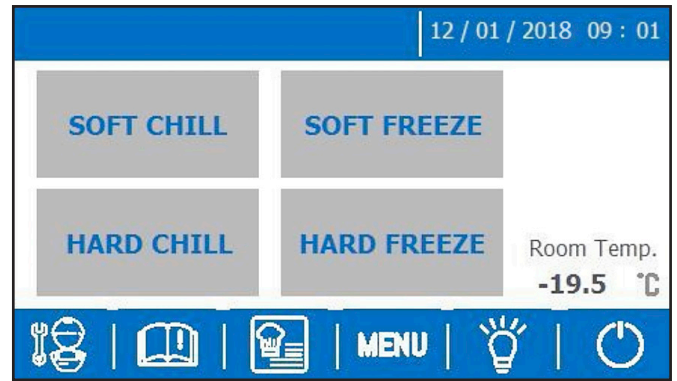 12 / 01 / 2018 09 : 01
SOFT CHILL SOFT FREEZE
HARD CHILL HARD FREEZE
Room Temp.
-19.5 °C
MENU